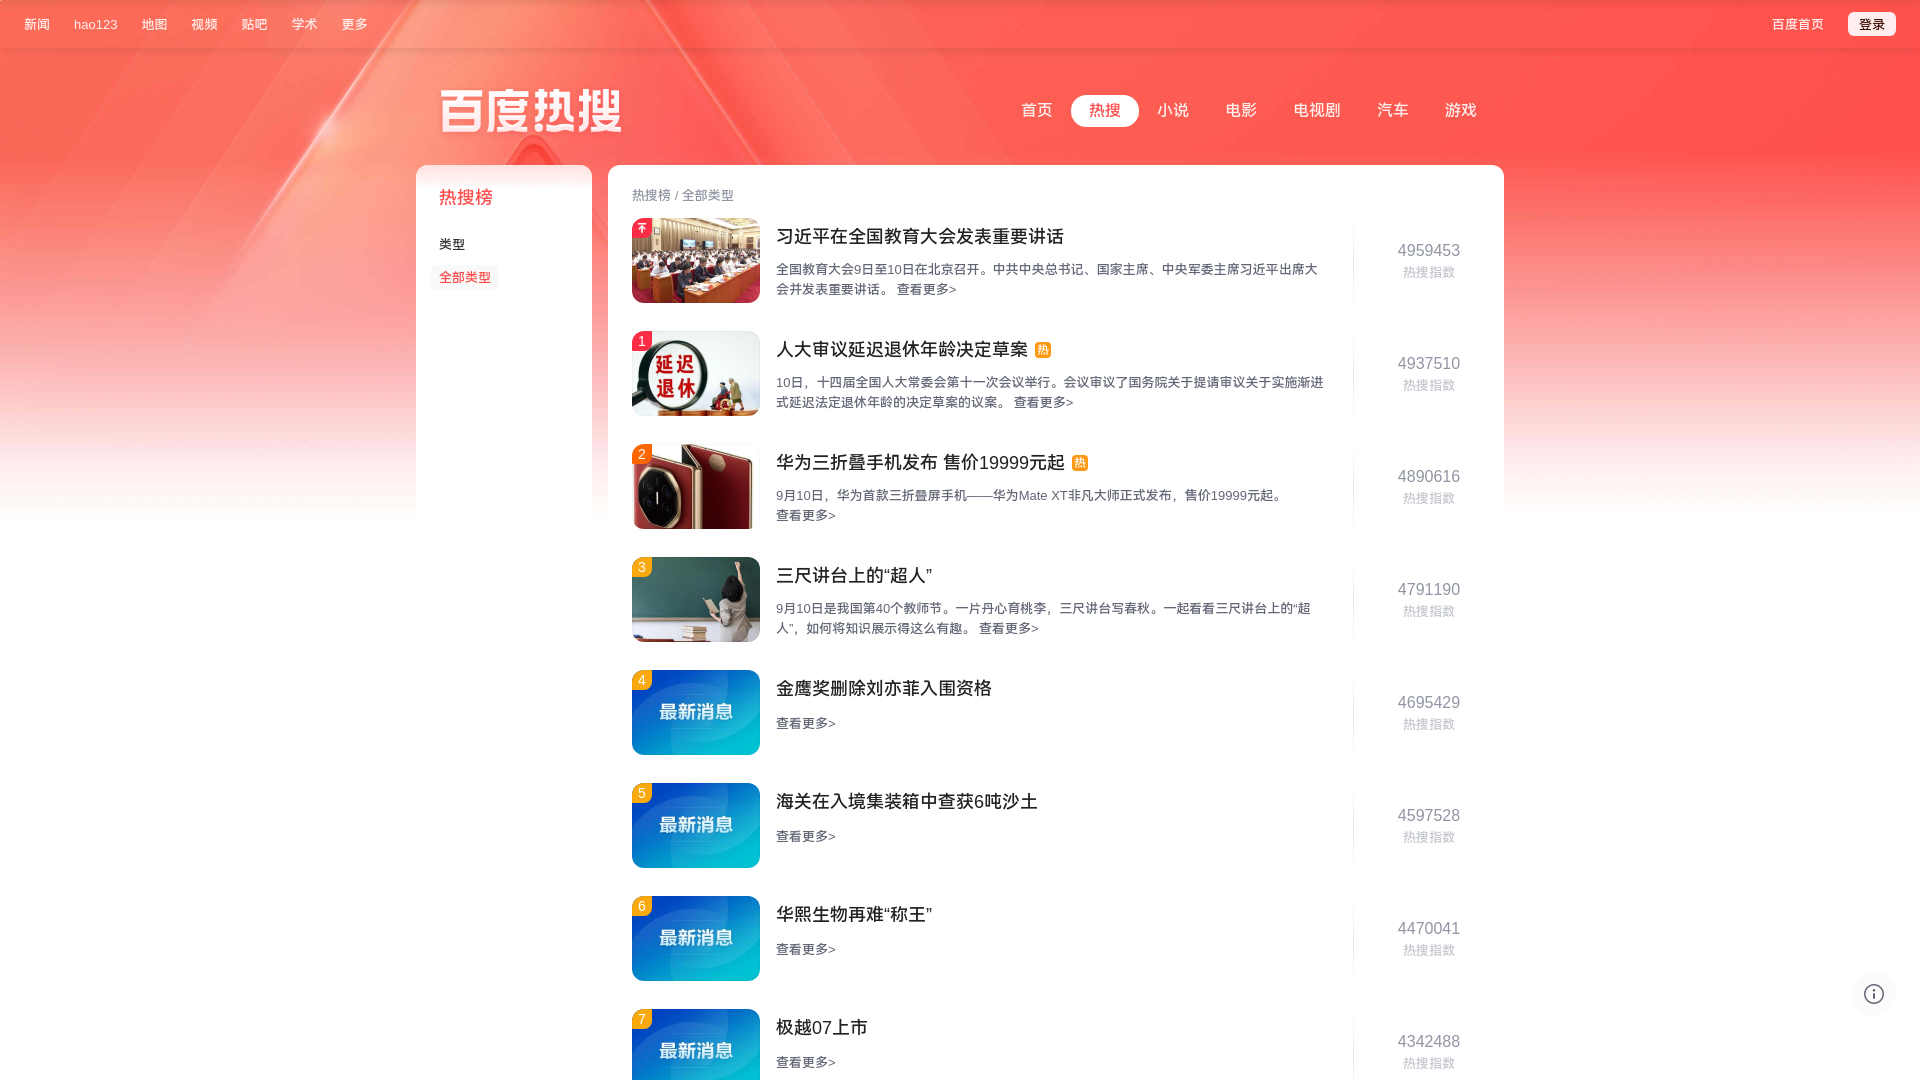 新闻
hao123
地图
视频
贴吧
学术
更多
百度首页
登录
百度热搜
首页
热搜
小说
电影
电视剧
汽车
游戏
热搜榜
类型
全部类型
热搜榜 / 全部类型
习近平在全国教育大会发表重要讲话
全国教育大会9日至10日在北京召开。中共中央总书记、国家主席、中央军委主席习近平出席大
会并发表重要讲话。 查看更多>
4959453
热搜指数
1
延迟
退休
人大审议延迟退休年龄决定草案 热
10日，十四届全国人大常委会第十一次会议举行。会议审议了国务院关于提请审议关于实施渐进
式延迟法定退休年龄的决定草案的议案。 查看更多>
4937510
热搜指数
2
华为三折叠手机发布 售价19999元起 热
9月10日，华为首款三折叠屏手机——华为Mate XT非凡大师正式发布，售价19999元起。
查看更多>
4890616
热搜指数
3
三尺讲台上的“超人”
9月10日是我国第40个教师节。一片丹心育桃李，三尺讲台写春秋。一起看看三尺讲台上的“超
人”，如何将知识展示得这么有趣。 查看更多>
4791190
热搜指数
4
最新消息
金鹰奖删除刘亦菲入围资格
查看更多>
4695429
热搜指数
5
最新消息
海关在入境集装箱中查获6吨沙土
查看更多>
4597528
热搜指数
6
最新消息
华熙生物再难“称王”
查看更多>
4470041
热搜指数
7
最新消息
极越07上市
查看更多>
4342488
热搜指数